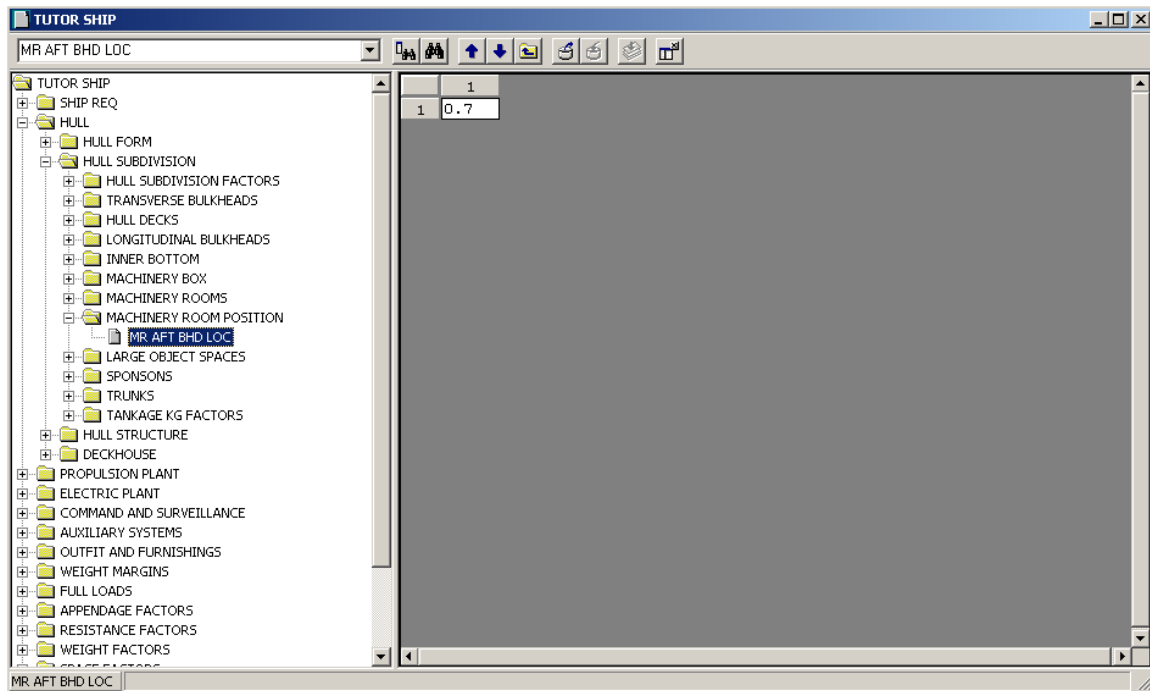 TUTOR SHIP
MR AFT BHD LOC
TUTOR SHIP
SHIP REQ
HULL
HULL FORM
HULL SUBDIVISION
HULL SUBDIVISION FACTORS
TRANSVERSE BULKHEADS
HULL DECKS
LONGITUDINAL BULKHEADS
INNER BOTTOM
MACHINERY BOX
MACHINERY ROOMS
MACHINERY ROOM POSITION
MR AFT BHD LOC
LARGE OBJECT SPACES
SPONSONS
TRUNKS
TANKAGE KG FACTORS
HULL STRUCTURE
DECKHOUSE
PROPULSION PLANT
ELECTRIC PLANT
COMMAND AND SURVEILLANCE
AUXILIARY SYSTEMS
OUTFIT AND FURNISHINGS
WEIGHT MARGINS
FULL LOADS
APPENDAGE FACTORS
RESISTANCE FACTORS
WEIGHT FACTORS
1
1 0.7
MR AFT BHD LOC